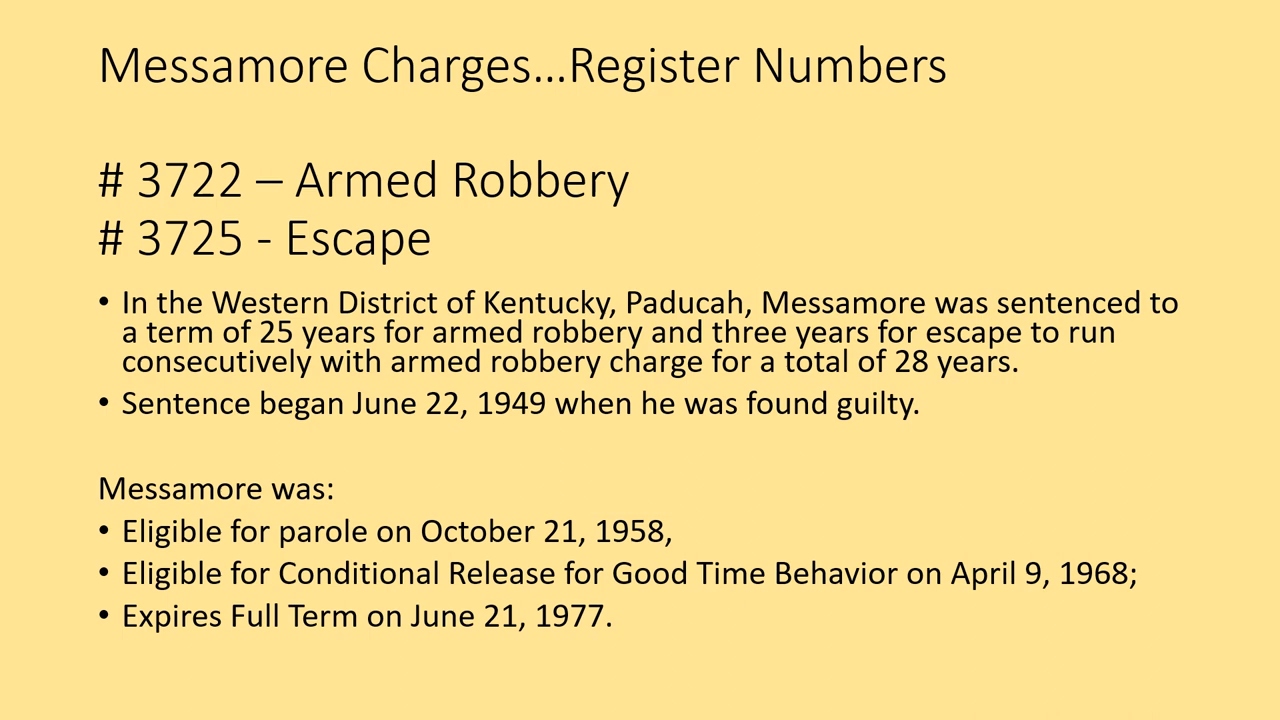 Messamore Charges...Register Numbers
# 3722 – Armed Robbery
# 3725 - Escape
• In the Western District of Kentucky, Paducah, Messamore was sentenced to
a term of 25 years for armed robbery and three years for escape to run
consecutively with armed robbery charge for a total of 28 years.
• Sentence began June 22, 1949 when he was found guilty.
Messamore was:
• Eligible for parole on October 21, 1958,
• Eligible for Conditional Release for Good Time Behavior on April 9, 1968;
• Expires Full Term on June 21, 1977.